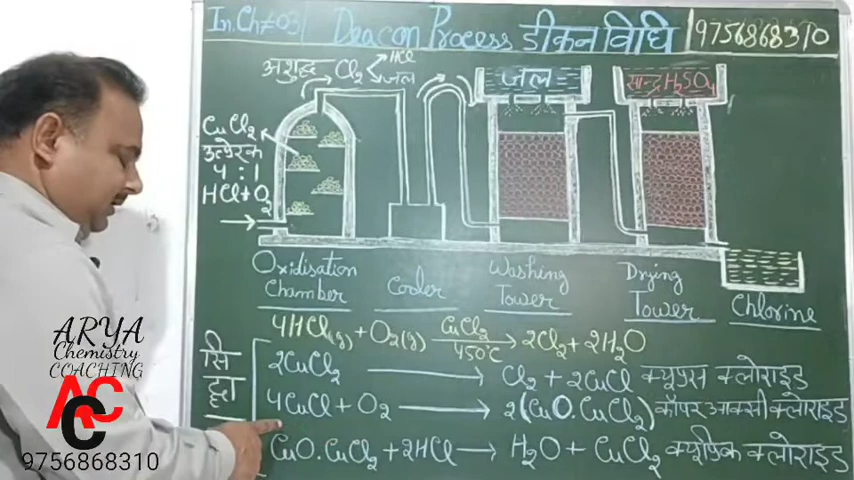 In.Ch≠03 Deacon Process डीकन विधि 9756868310
अशुद्ध Cl₂ HCl
जल
जल
सान्द्र H₂SO₄
CuCl₂
उत्प्रेरक
4 : 1
HCl + O₂
Oxidisation Chamber
Cooler
Washing Tower
Drying Tower
Chlorine
4HCl(g) + O₂(g) CuCl₂ 450°C → 2Cl₂ + 2H₂O
2CuCl₂ → Cl₂ + 2CuCl क्यूप्रस क्लोराइड
4CuCl + O₂ → 2(CuO.CuCl₂) कॉपर आक्सी क्लोराइड
CuO.CuCl₂ + 2HCl → H₂O + CuCl₂ क्यूप्रिक क्लोराइड
ARYA
Chemistry
COACHING
AC
C
9756868310